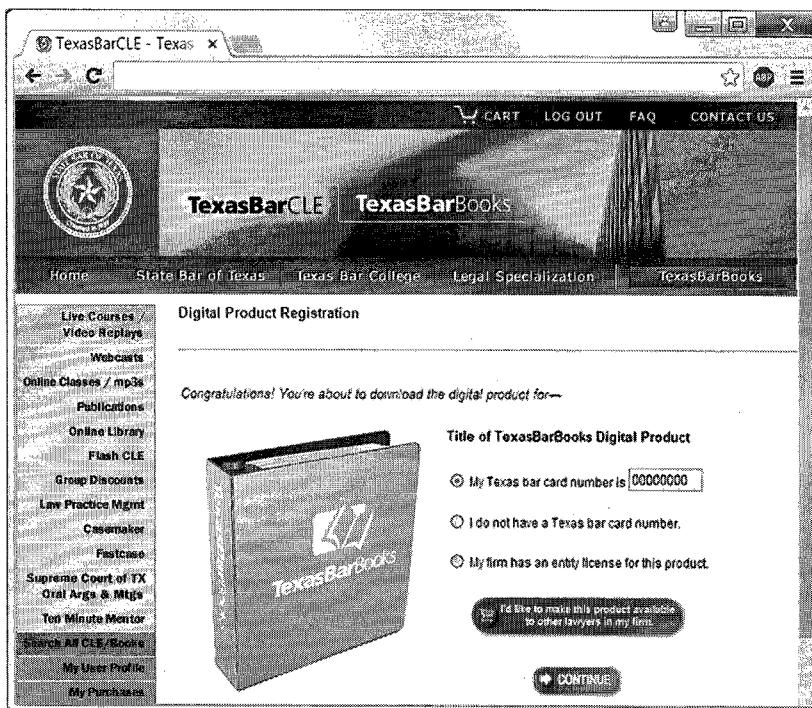 TexasBarCLE - Texas ×
ABP
CART LOG OUT FAQ CONTACT US
STATE BAR OF TEXAS
TexasBarCLE | TexasBarBooks
Home State Bar of Texas Texas Bar College Legal Specialization TexasBarBooks
Live Courses /
Video Replays
Webcasts
Online Classes / mp3s
Publications
Online Library
Flash CLE
Group Discounts
Law Practice Mgmt
Casemaker
Fastcase
Supreme Court of TX
Oral Args & Mtgs
Ten Minute Mentor
Search All CLE/Books
My User Profile
My Purchases
Digital Product Registration
Congratulations! You're about to download the digital product for—
TexasBarBooks
Title of TexasBarBooks Digital Product
My Texas bar card number is 00000000
I do not have a Texas bar card number.
My firm has an entity license for this product.
I'd like to make this product available
to other lawyers in my firm.
CONTINUE